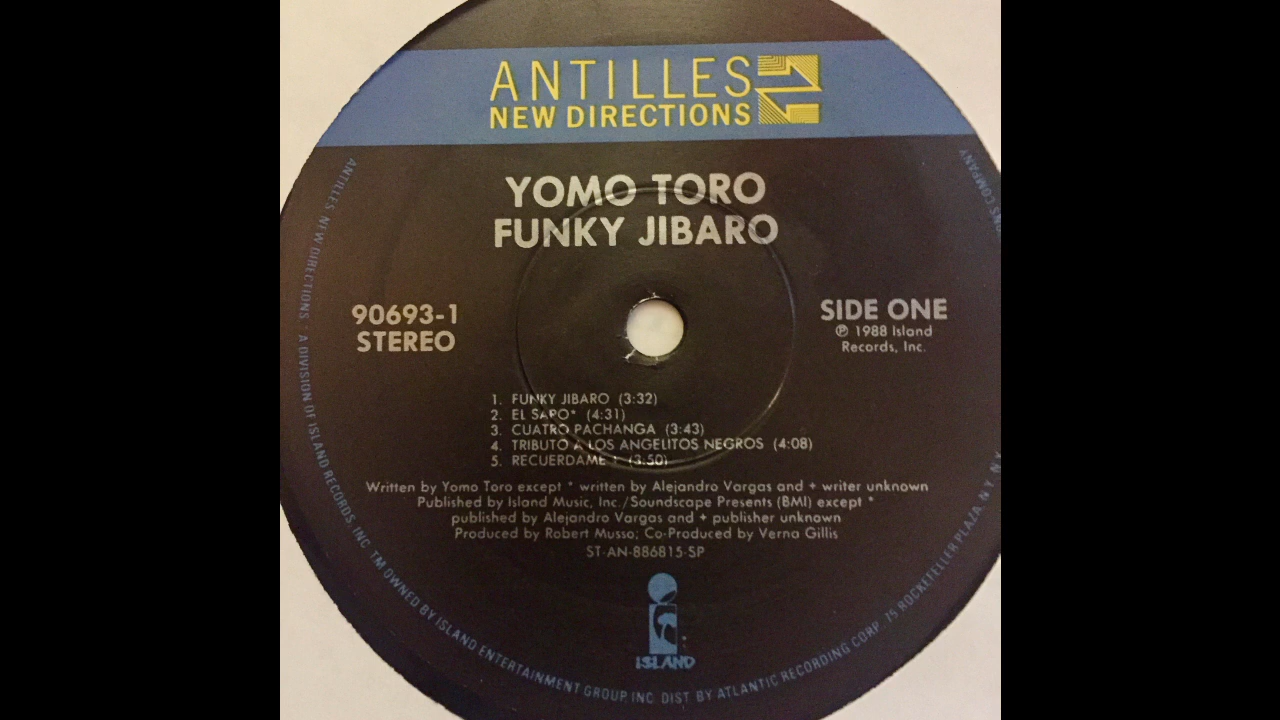 ANTILLES
NEW DIRECTIONS
YOMO TORO
FUNKY JIBARO
90693-1
STEREO
SIDE ONE
℗ 1988 Island
Records, Inc.
1. FUNKY JIBARO (3:32)
2. EL SAPO* (4:31)
3. CUATRO PACHANGA (3:43)
4. TRIBUTO A LOS ANGELITOS NEGROS (4:08)
5. RECUERDAME + (3:50)
Written by Yomo Toro except * written by Alejandro Vargas and + writer unknown
Published by Island Music, Inc./Soundscape Presents (BMI) except *
published by Alejandro Vargas and + publisher unknown
Produced by Robert Musso; Co-Produced by Verna Gillis
ST-AN-886815-SP
ISLAND
ANTILLES NEW DIRECTIONS - A DIVISION OF ISLAND RECORDS, INC. TM OWNED BY ISLAND ENTERTAINMENT GROUP, INC. DIST. BY ATLANTIC RECORDING CORP. 75 ROCKEFELLER PLAZA, N.Y. N.Y.
COMPANY